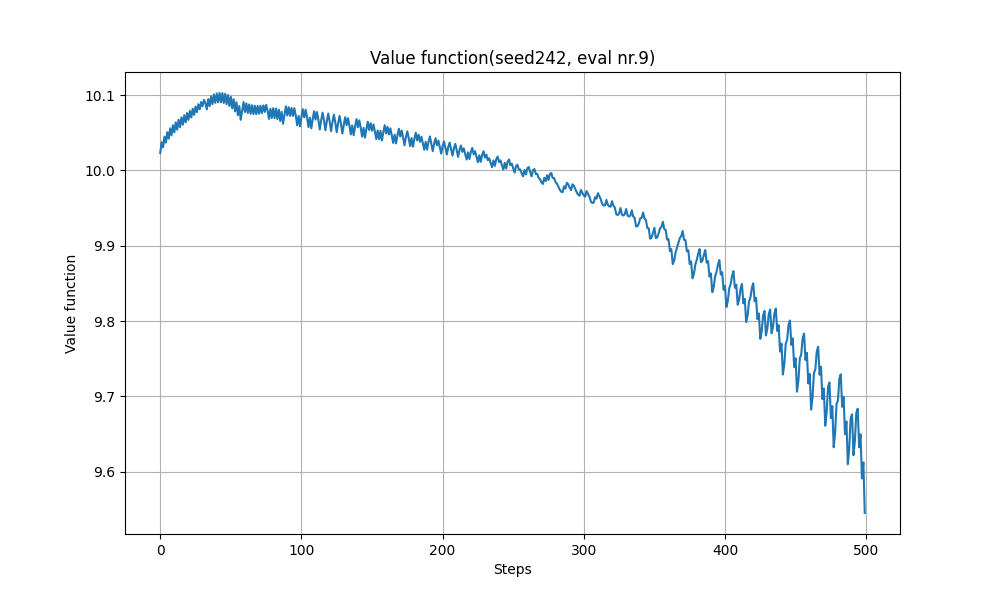 Value function(seed242, eval nr.9)
Value function
10.1
10.0
9.9
9.8
9.7
9.6
0 100 200 300 400 500
Steps